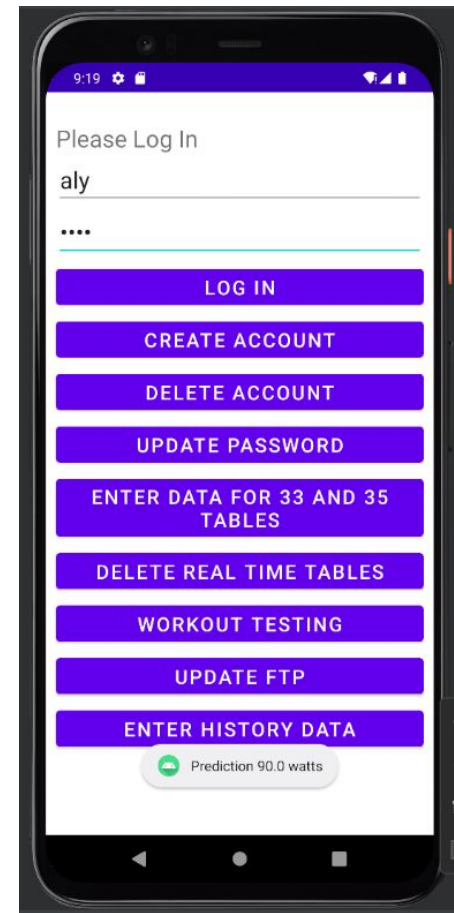 9:19
Please Log In
aly
••••
LOG IN
CREATE ACCOUNT
DELETE ACCOUNT
UPDATE PASSWORD
ENTER DATA FOR 33 AND 35
TABLES
DELETE REAL TIME TABLES
WORKOUT TESTING
UPDATE FTP
ENTER HISTORY DATA
Prediction 90.0 watts